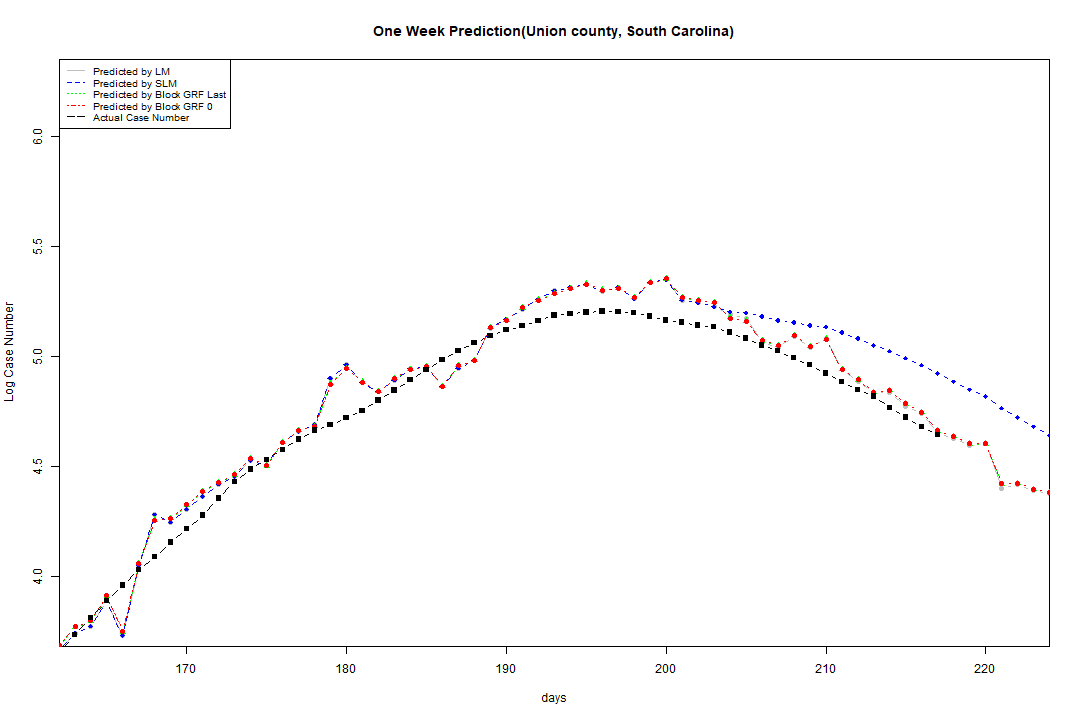 One Week Prediction(Union county, South Carolina)
Predicted by LM
Predicted by SLM
Predicted by Block GRF Last
Predicted by Block GRF 0
Actual Case Number
Log Case Number
6.0
5.5
5.0
4.5
4.0
170 180 190 200 210 220
days